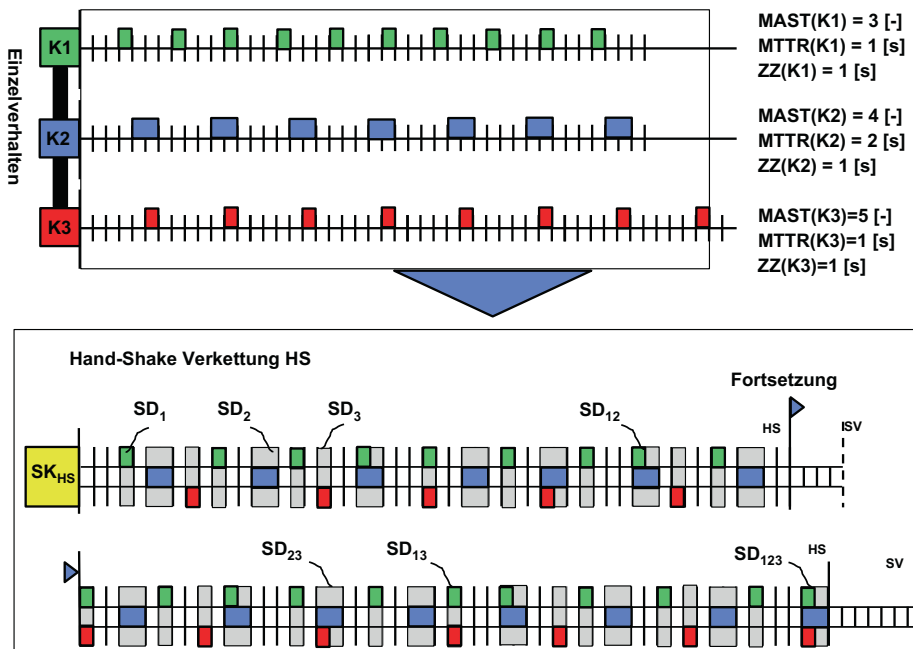 Einzelverhalten
K1
MAST(K1) = 3 [-]
MTTR(K1) = 1 [s]
ZZ(K1) = 1 [s]
K2
MAST(K2) = 4 [-]
MTTR(K2) = 2 [s]
ZZ(K2) = 1 [s]
K3
MAST(K3)=5 [-]
MTTR(K3)=1 [s]
ZZ(K3)=1 [s]
Hand-Shake Verkettung HS
Fortsetzung
SD1 SD2 SD3 SD12 HS SV
SKHS
SD23 SD13 SD123 HS SV